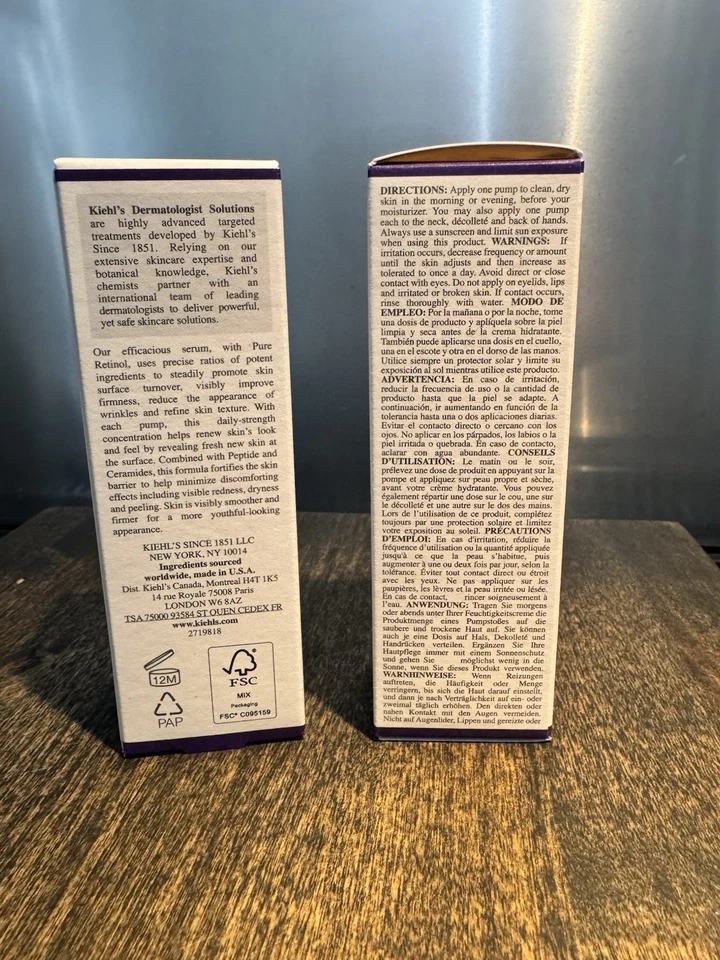 Kiehl's Dermatologist Solutions
are highly advanced targeted
treatments developed by Kiehl's
Since 1851. Relying on our
extensive skincare expertise and
botanical knowledge, Kiehl's
chemists partner with an
international team of leading
dermatologists to deliver powerful,
yet safe skincare solutions.
Our efficacious serum, with Pure
Retinol, uses precise ratios of potent
ingredients to steadily promote skin
surface turnover, visibly improve
firmness, reduce the appearance of
wrinkles and refine skin texture. With
each pump, this daily-strength
concentration helps renew skin's look
and feel by revealing fresh new skin at
the surface. Combined with Peptide and
Ceramides, this formula fortifies the skin
barrier to help minimize discomforting
effects including visible redness, dryness
and peeling. Skin is visibly smoother and
firmer for a more youthful-looking
appearance.
KIEHL'S SINCE 1851 LLC
NEW YORK, NY 10014
Ingredients sourced
worldwide, made in U.S.A.
Dist. Kiehl's Canada, Montreal H4T 1K5
14 rue Royale 75008 Paris
LONDON W6 8AZ
TSA 75000 93584 ST OUEN CEDEX FR
www.kiehls.com
2719818
12M
PAP
FSC
MIX
Packaging
FSC® C095159
DIRECTIONS: Apply one pump to clean, dry
skin in the morning or evening, before your
moisturizer. You may also apply one pump
each to the neck, décolleté and back of hands.
Always use a sunscreen and limit sun exposure
when using this product. WARNINGS: If
irritation occurs, decrease frequency or amount
until the skin adjusts and then increase as
tolerated to once a day. Avoid direct or close
contact with eyes. Do not apply on eyelids, lips
and irritated or broken skin. If contact occurs,
rinse thoroughly with water. MODO DE
EMPLEO: Por la mañana o por la noche, tome
una dosis de producto y aplíquela sobre la piel
limpia y seca antes de la crema hidratante.
También puede aplicarse una dosis en el cuello,
una en el escote y otra en el dorso de las manos.
Utilice siempre un protector solar y limite su
exposición al sol mientras utilice este producto.
ADVERTENCIA: En caso de irritación,
reducir la frecuencia de uso o la cantidad de
producto hasta que la piel se adapte. A
continuación, ir aumentando en función de la
tolerancia hasta una o dos aplicaciones diarias.
Evitar el contacto directo o cercano con los
ojos. No aplicar en los párpados, los labios o la
piel irritada o quebrada. En caso de contacto,
aclarar con agua abundante. CONSEILS
D'UTILISATION: Le matin ou le soir,
prélevez une dose de produit en appuyant sur la
pompe et appliquez sur peau propre et sèche,
avant votre crème hydratante. Vous pouvez
également répartir une dose sur le cou, une sur
le décolleté et une autre sur le dos des mains.
Lors de l'utilisation de ce produit, complétez
toujours par une protection solaire et limitez
votre exposition au soleil. PRÉCAUTIONS
D'EMPLOI: En cas d'irritation, réduire la
fréquence d'utilisation ou la quantité appliquée
jusqu'à ce que la peau s'habitue, puis
augmenter à une ou deux fois par jour, selon la
tolérance. Éviter tout contact direct ou étroit
avec les yeux. Ne pas appliquer sur les
paupières, les lèvres et la peau irritée ou lésée.
En cas de contact, rincer soigneusement à
l'eau. ANWENDUNG: Tragen Sie morgens
oder abends unter Ihrer Feuchtigkeitscreme die
Produktmenge eines Pumpstoßes auf die
saubere und trockene Haut auf. Sie können
auch je eine Dosis auf Hals, Dekolleté und
Handrücken verteilen. Ergänzen Sie Ihre
Hautpflege immer mit einem Sonnenschutz
und gehen Sie möglichst wenig in die
Sonne, wenn Sie dieses Produkt verwenden.
WARNHINWEISE: Wenn Reizungen
auftreten, die Häufigkeit oder Menge
verringern, bis sich die Haut darauf einstellt,
und dann je nach Verträglichkeit auf ein- oder
zweimal täglich erhöhen. Den direkten oder
nahen Kontakt mit den Augen vermeiden.
Nicht auf Augenlider, Lippen und gereizte oder